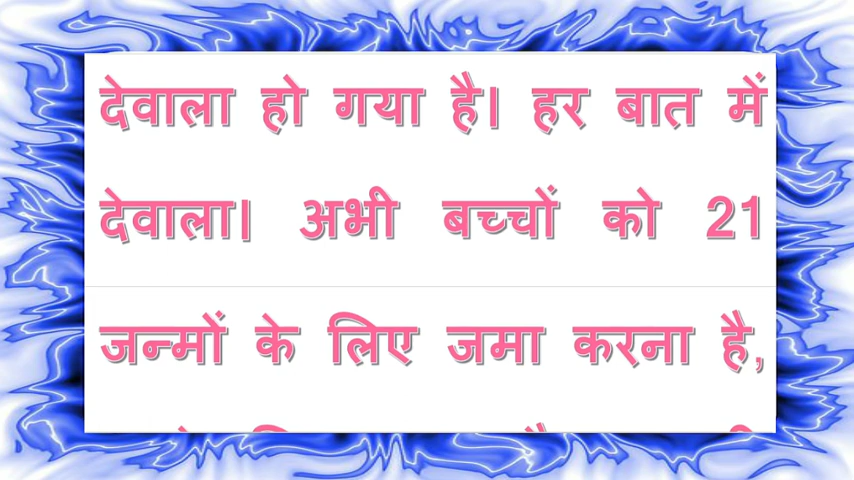 देवाला हो गया है। हर बात में
देवाला। अभी बच्चों को 21
जन्मों के लिए जमा करना है,